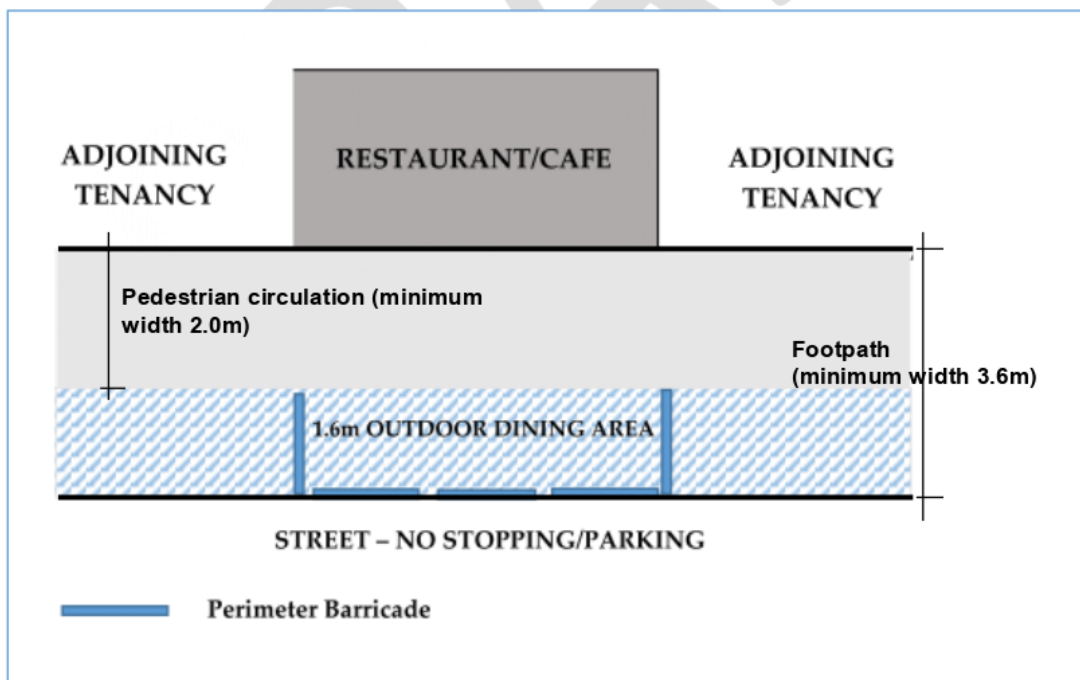 ADJOINING
TENANCY
RESTAURANT/CAFE
ADJOINING
TENANCY
Pedestrian circulation (minimum
width 2.0m)
Footpath
(minimum width 3.6m)
1.6m OUTDOOR DINING AREA
STREET – NO STOPPING/PARKING
Perimeter Barricade